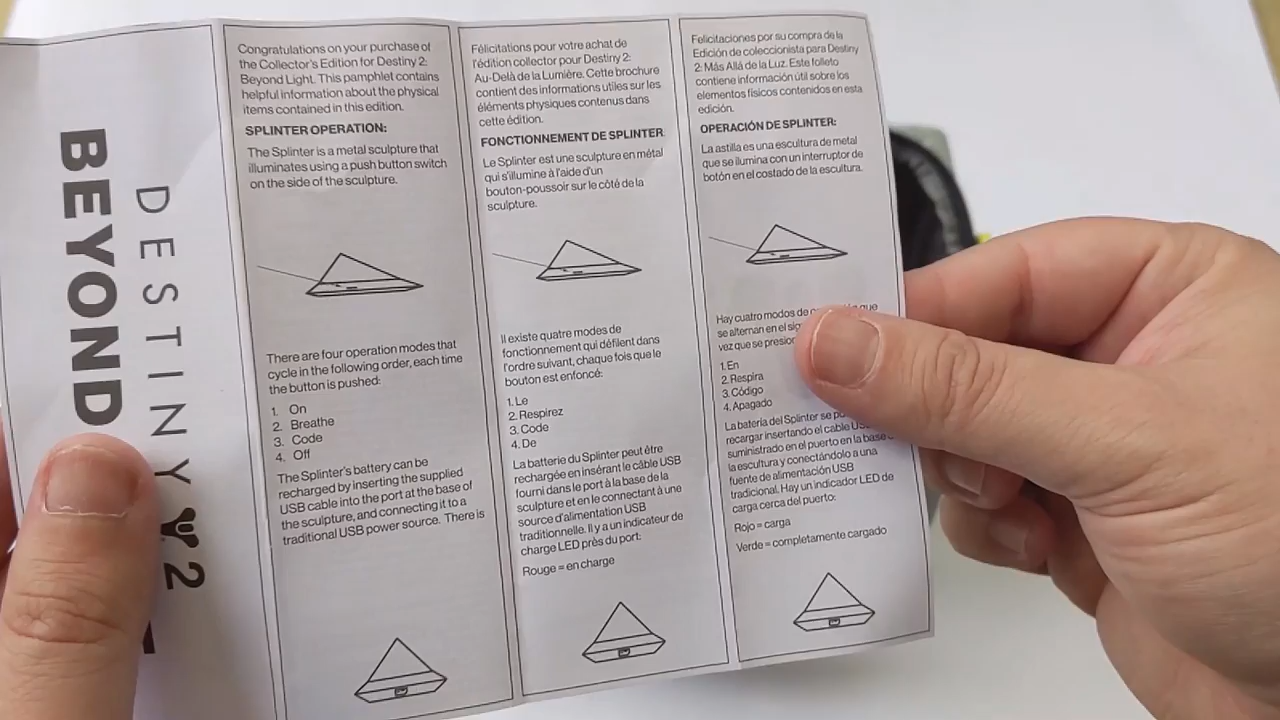 BEYOND
DESTINY 2
Congratulations on your purchase of
the Collector's Edition for Destiny 2:
Beyond Light. This pamphlet contains
helpful information about the physical
items contained in this edition.
SPLINTER OPERATION:
The Splinter is a metal sculpture that
illuminates using a push button switch
on the side of the sculpture.
There are four operation modes that
cycle in the following order, each time
the button is pushed:
1. On
2. Breathe
3. Code
4. Off
The Splinter's battery can be
recharged by inserting the supplied
USB cable into the port at the base of
the sculpture, and connecting it to a
traditional USB power source. There is
Félicitations pour votre achat de
l'édition collector pour Destiny 2:
Au-Delà de la Lumière. Cette brochure
contient des informations utiles sur les
éléments physiques contenus dans
cette édition.
FONCTIONNEMENT DE SPLINTER
Le Splinter est une sculpture en métal
qui s'illumine à l'aide d'un
bouton-poussoir sur le côté de la
sculpture.
Il existe quatre modes de
fonctionnement qui défilent dans
l'ordre suivant, chaque fois que le
bouton est enfoncé:
1. Le
2. Respirez
3. Code
4. De
La batterie du Splinter peut être
rechargée en insérant le câble USB
fourni dans le port à la base de la
sculpture et en le connectant à une
source d'alimentation USB
traditionnelle. Il y a un indicateur de
charge LED près du port:
Rouge = en charge
Felicitaciones por su compra de la
Edición de coleccionista para Destiny
2: Más Allá de la Luz. Este folleto
contiene información útil sobre los
elementos físicos contenidos en esta
edición.
OPERACIÓN DE SPLINTER:
La astilla es una escultura de metal
que se ilumina con un interruptor de
botón en el costado de la escultura.
Hay cuatro modos de que
se alternan en el
vez que se
1. En
2. Respira
3. Código
4. Apagado
La batería del Splinter se
recargar insertando el cable
suministrado en el puerto en la base
la escultura y conectándolo a una
fuente de alimentación USB
tradicional. Hay un indicador LED de
carga cerca del puerto:
Rojo = carga
Verde = completamente cargado